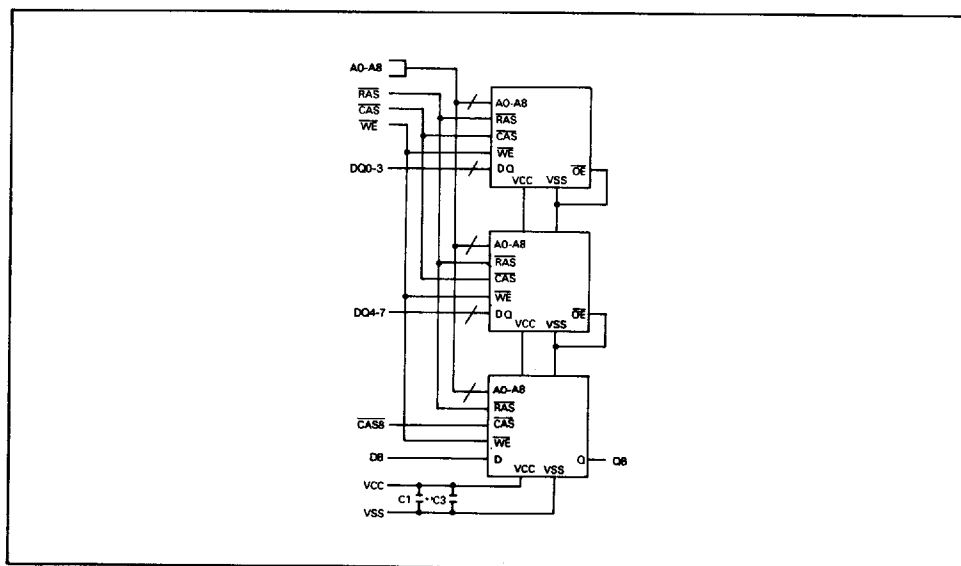 A0-A8
RAS
CAS
WE
DQ0-3
A0-A8
RAS
CAS
WE
DQ
VCC VSS
OE
DQ4-7
A0-A8
RAS
CAS
WE
DQ
VCC VSS
OE
CAS8
D8
A0-A8
RAS
CAS
WE
D
VCC VSS
Q
Q8
VCC
C1 C3
VSS